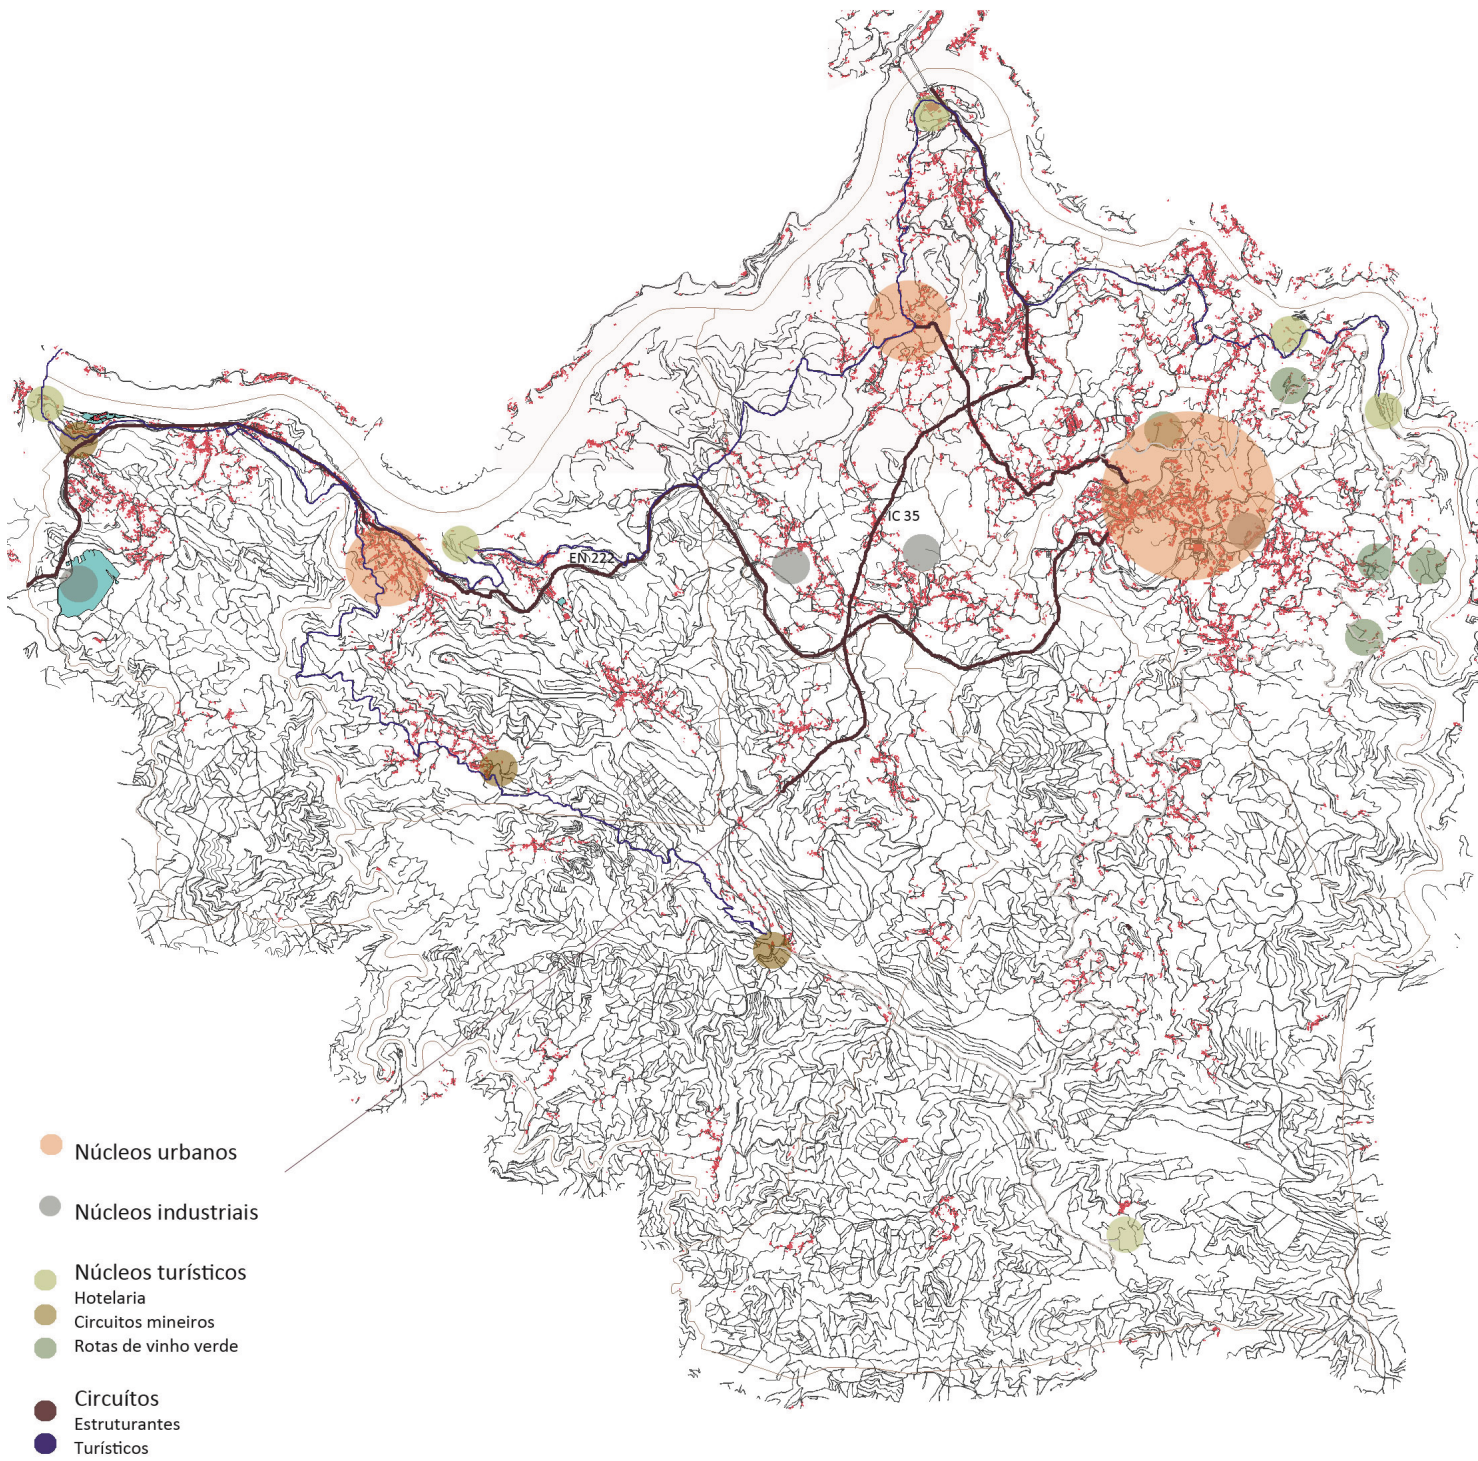 IC 35
EN 222
Núcleos urbanos
Núcleos industriais
Núcleos turísticos
Hotelaria
Circuitos mineiros
Rotas de vinho verde
Circuítos
Estruturantes
Turísticos